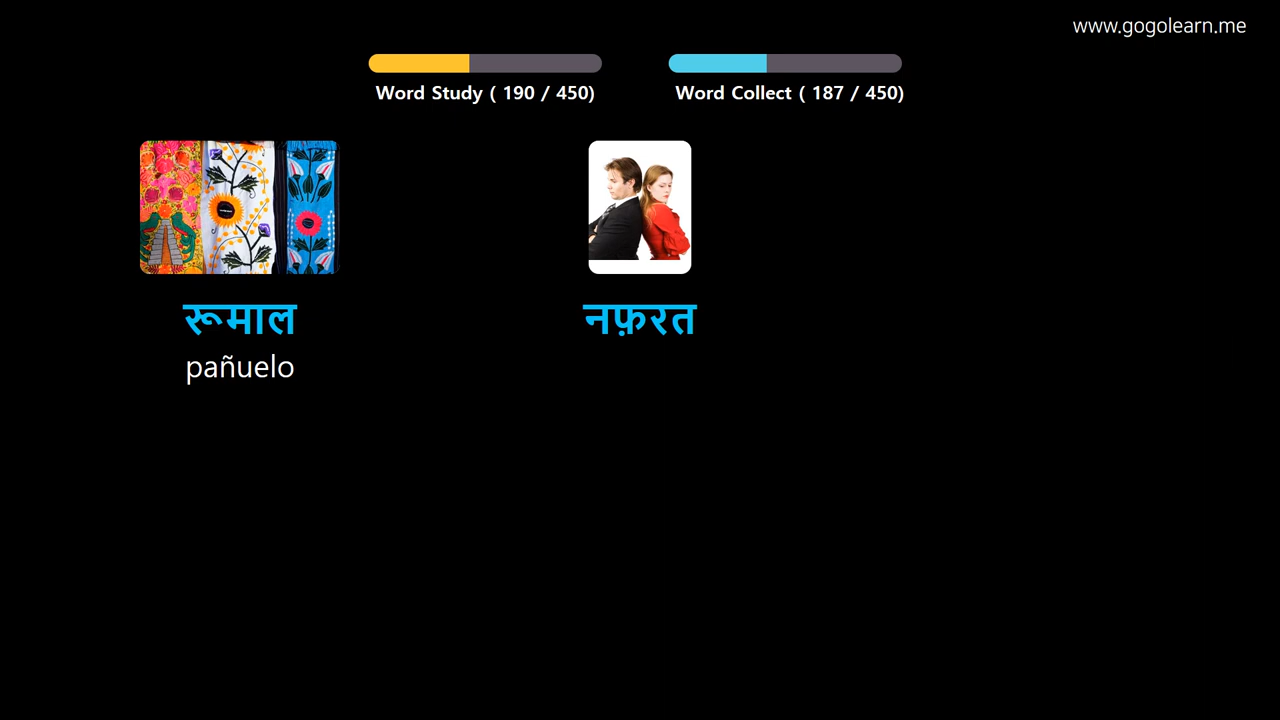 www.gogolearn.me
Word Study ( 190 / 450)
Word Collect ( 187 / 450)
रूमाल
नफ़रत
pañuelo